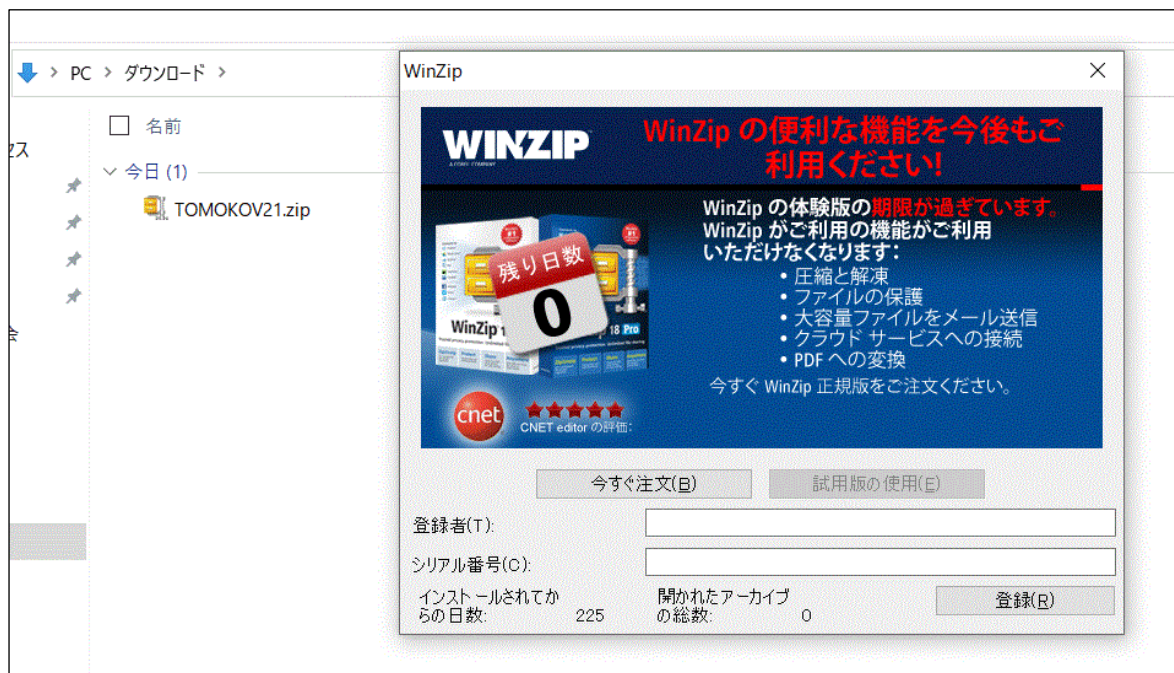 PC > ダウンロード >
名前
今日 (1)
TOMOKOV21.zip
WinZip
WINZIP
WinZip の便利な機能を今後もご
利用ください!
WinZip の体験版の期限が過ぎています。
WinZip がご利用の機能がご利用
いただけなくなります:
• 圧縮と解凍
• ファイルの保護
• 大容量ファイルをメール送信
• クラウド サービスへの接続
• PDF への変換
今すぐ WinZip 正規版をご注文ください。
残り日数
0
WinZip
18 Pro
cnet
CNET editor の評価:
今すぐ注文(B)
試用版の使用(E)
登録者(T):
シリアル番号(C):
インストールされてか
らの日数: 225
開かれたアーカイブ
の総数: 0
登録(R)